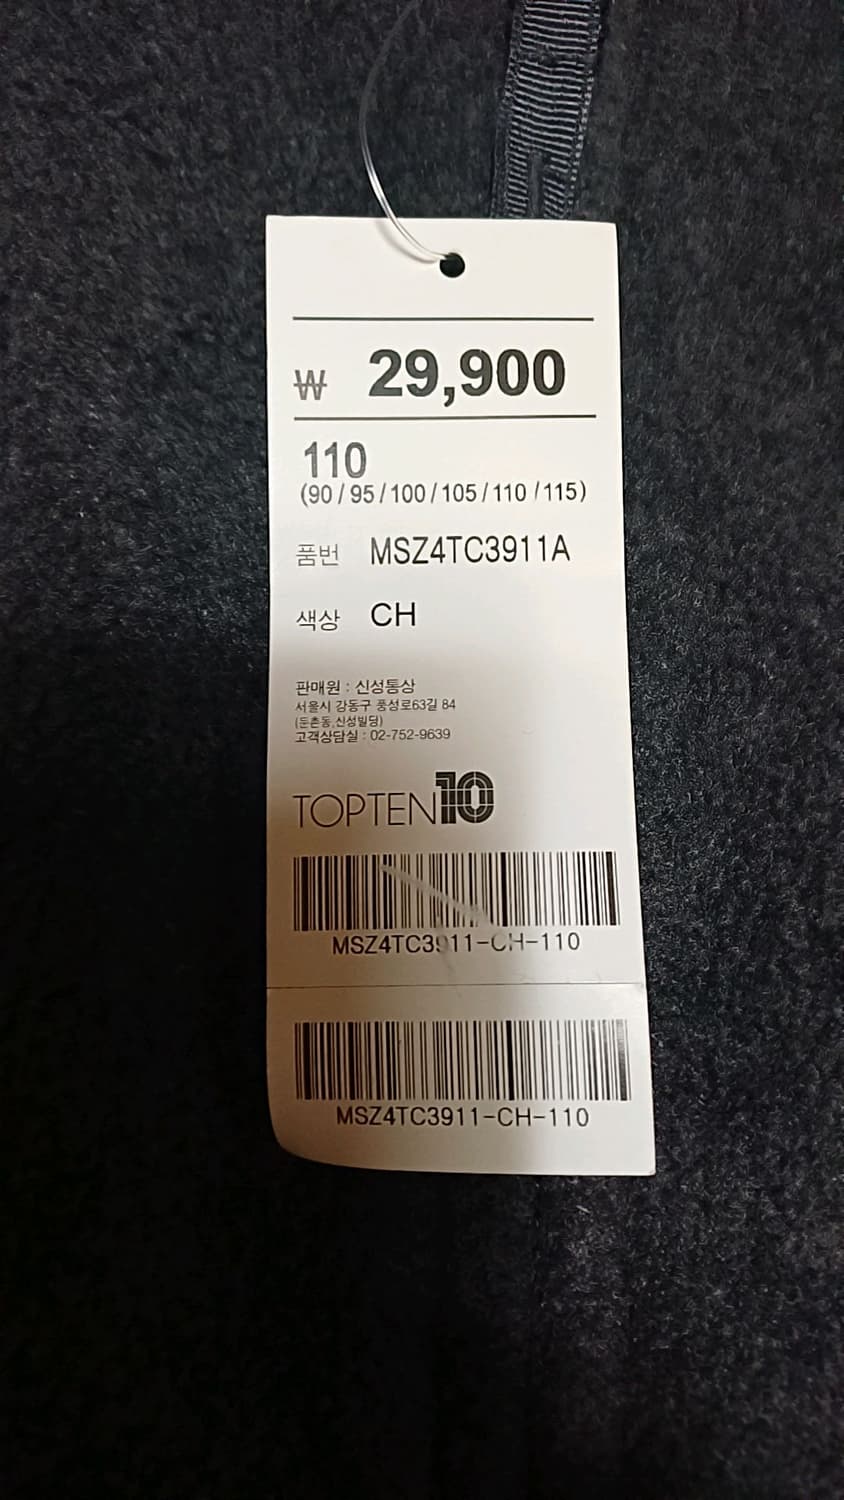 ₩ 29,900
110
(90/95/100/105/110/115)
품번 MSZ4TC3911A
색상 CH
판매원 : 신성통상
서울시 강동구 풍성로63길 84
(둔촌동,신성빌딩)
고객상담실 : 02-752-9639
TOPTEN10
MSZ4TC3911-CH-110
MSZ4TC3911-CH-110